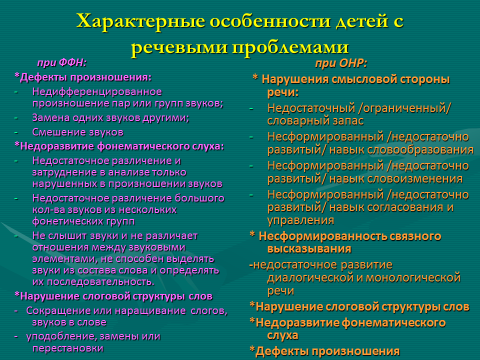 Характерные особенности детей с
речевыми проблемами
при ФФН:
*Дефекты произношения:
- Недифференцированное
произношение пар или групп звуков;
- Замена одних звуков другими;
- Смешение звуков
*Недоразвитие фонематического слуха:
- Недостаточное различение и
затруднение в анализе только
нарушенных в произношении звуков
- Недостаточное различение большого
кол-ва звуков из нескольких
фонетических групп
- Не слышит звуки и не различает
отношения между звуковыми
элементами, не способен выделять
звуки из состава слова и определять
их последовательность.
*Нарушение слоговой структуры слов
- Сокращение или наращивание слогов,
звуков в слове
- уподобление, замены или
перестановки
при ОНР:
* Нарушения смысловой стороны
речи:
- Недостаточный /ограниченный/
словарный запас
- Несформированный /недостаточно
развитый/ навык словообразования
- Несформированный /недостаточно
развитый/ навык словоизменения
- Несформированный /недостаточно
развитый/ навык согласования и
управления
* Несформированность связного
высказывания
-недостаточное развитие
диалогической и монологической
речи
*Нарушение слоговой структуры слов
*Недоразвитие фонематического
слуха
*Дефекты произношения